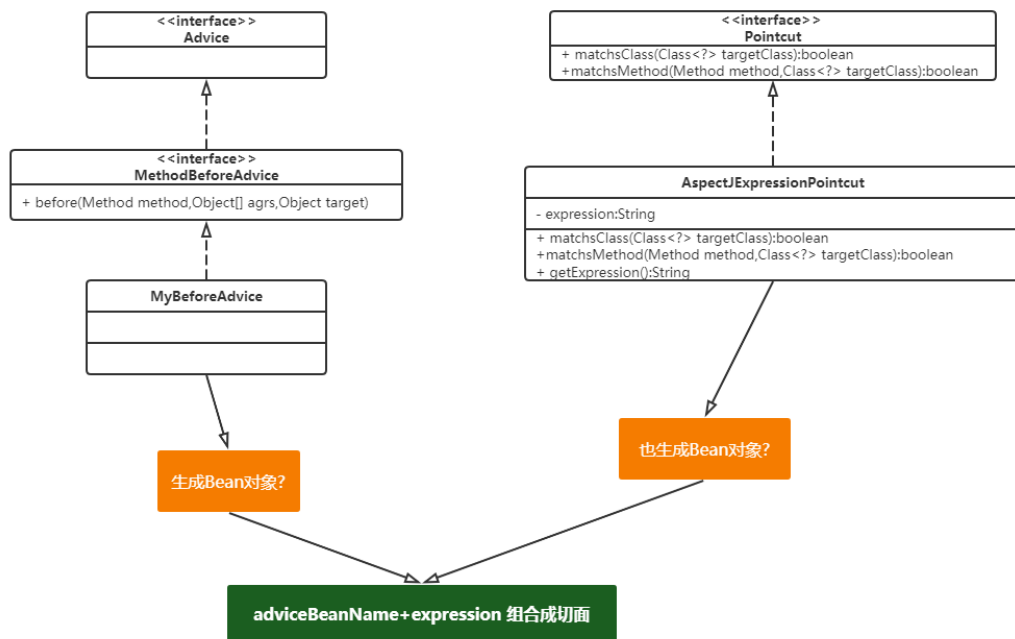 <<interface>>
Advice
<<interface>>
MethodBeforeAdvice
+ before(Method method,Object[] agrs,Object target)
MyBeforeAdvice
生成Bean对象?
<<interface>>
Pointcut
+ matchsClass(Class<?> targetClass):boolean
+matchsMethod(Method method,Class<?> targetClass):boolean
AspectJExpressionPointcut
- expression:String
+ matchsClass(Class<?> targetClass):boolean
+matchsMethod(Method method,Class<?> targetClass):boolean
+ getExpression():String
也生成Bean对象?
adviceBeanName+expression 组合成切面